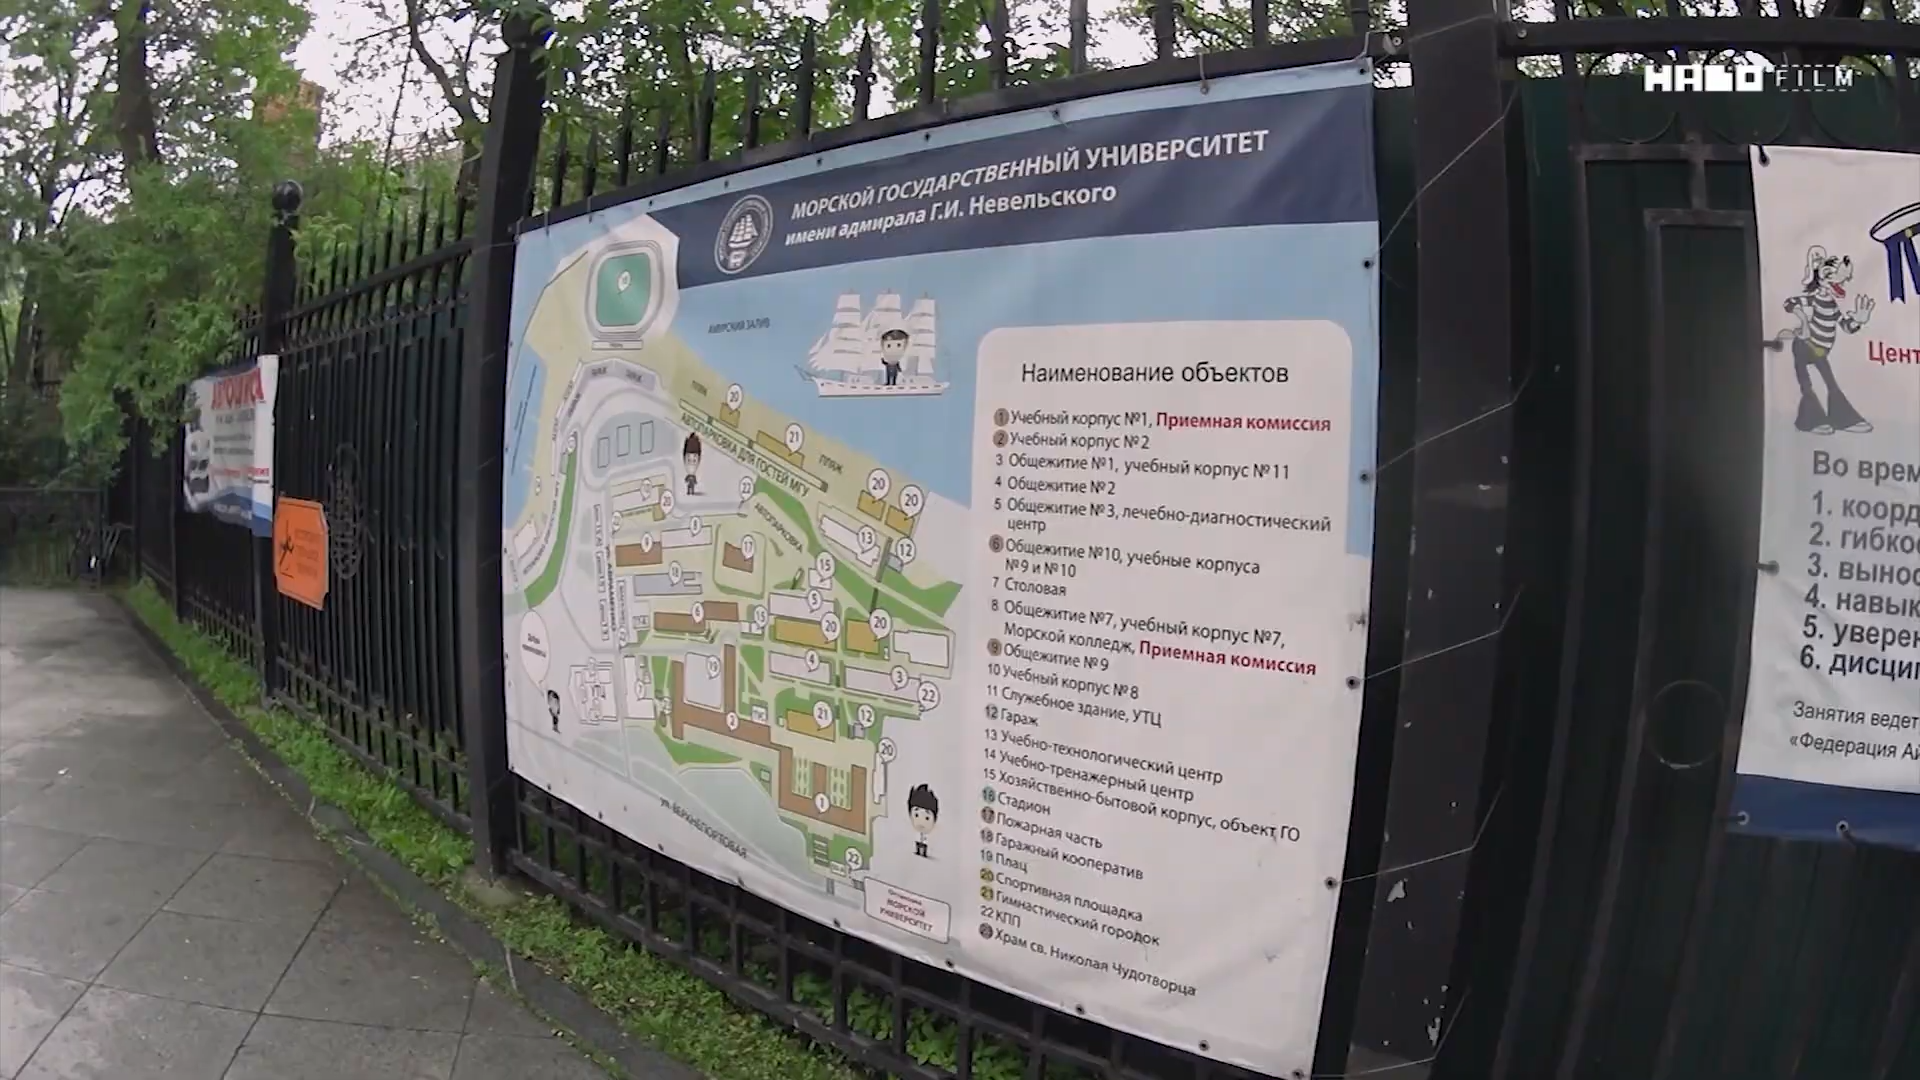 НАБО FILM
МОРСКОЙ ГОСУДАРСТВЕННЫЙ УНИВЕРСИТЕТ
имени адмирала Г.И. Невельского
АМУРСКИЙ ЗАЛИВ
ПЛЯЖ
АВТОПАРКОВКА ДЛЯ ГОСТЕЙ МГУ
ПЛЯЖ
АВТОПАРКОВКА
ул. ВЕРХНЕПОРТОВАЯ
МОРСКОЙ
УНИВЕРСИТЕТ
Наименование объектов
1 Учебный корпус №1, Приемная комиссия
2 Учебный корпус №2
3 Общежитие №1, учебный корпус №11
4 Общежитие №2
5 Общежитие №3, лечебно-диагностический
центр
6 Общежитие №10, учебные корпуса
№9 и №10
7 Столовая
8 Общежитие №7, учебный корпус №7,
Морской колледж, Приемная комиссия
9 Общежитие №9
10 Учебный корпус №8
11 Служебное здание, УТЦ
12 Гараж
13 Учебно-технологический центр
14 Учебно-тренажерный центр
15 Хозяйственно-бытовой корпус, объект ГО
16 Стадион
17 Пожарная часть
18 Гаражный кооператив
19 Плац
20 Спортивная площадка
21 Гимнастический городок
22 КПП
23 Храм св. Николая Чудотворца
Цент
Во врем
1. коорд
2. гибко
3. вынос
4. навык
5. уверен
6. дисцип
Занятия ведет
«Федерация Ай